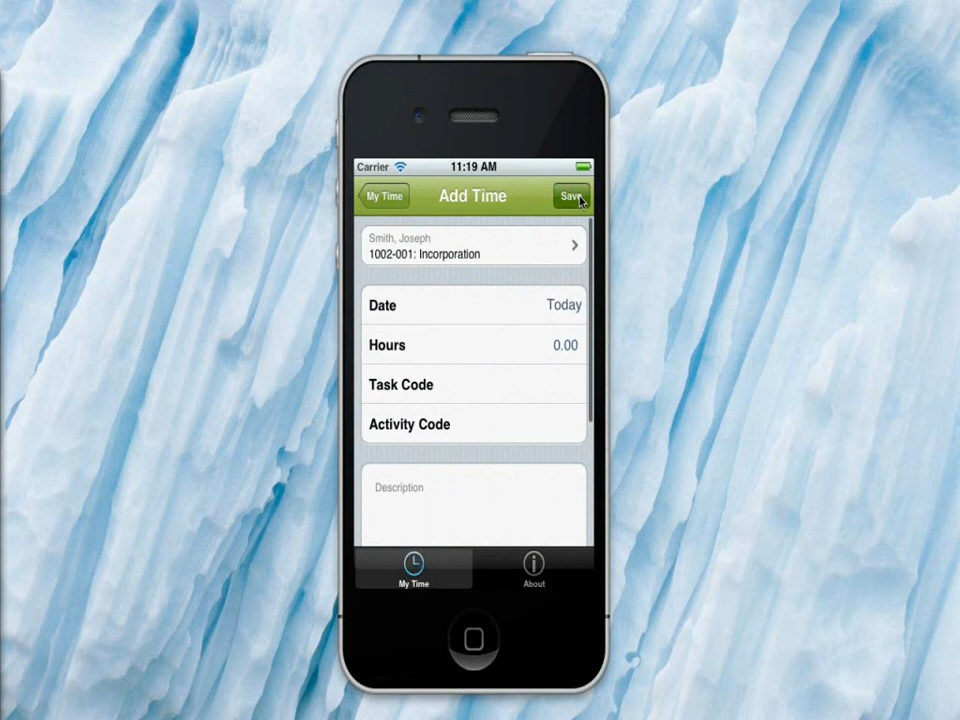 Carrier 11:19 AM
My Time Add Time Save
Smith, Joseph
1002-001: Incorporation
Date Today
Hours 0.00
Task Code
Activity Code
Description
My Time About